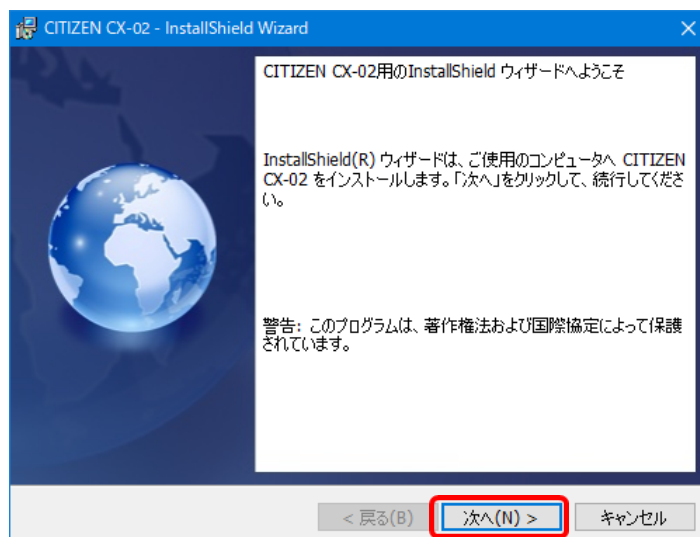 CITIZEN CX-02 - InstallShield Wizard
CITIZEN CX-02用のInstallShield ウィザードへようこそ
InstallShield(R) ウィザードは、ご使用のコンピュータへ CITIZEN
CX-02 をインストールします。「次へ」をクリックして、続行してくださ
い。
警告: このプログラムは、著作権法および国際協定によって保護
されています。
< 戻る(B)
次へ(N) >
キャンセル